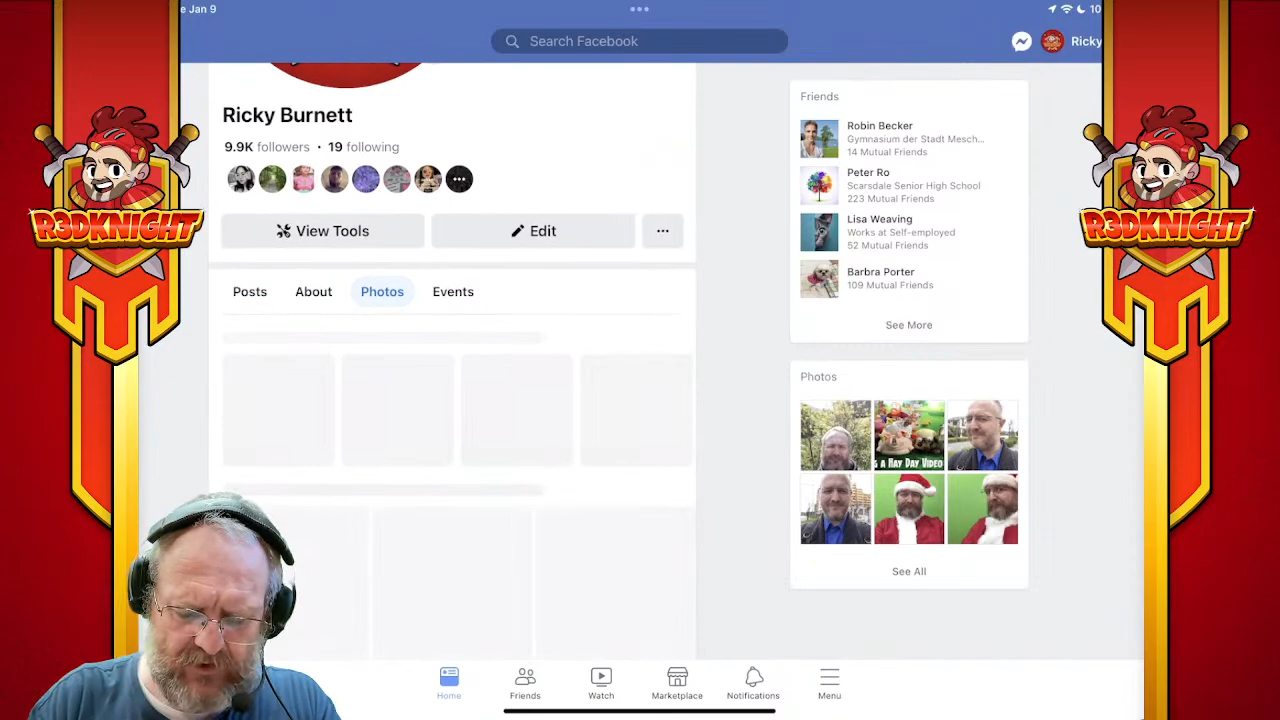 e Jan 9
10
Search Facebook
Ricky
Ricky Burnett
9.9K followers • 19 following
View Tools
Edit
Posts
About
Photos
Events
Friends
Robin Becker
Gymnasium der Stadt Mesch...
14 Mutual Friends
Peter Ro
Scarsdale Senior High School
223 Mutual Friends
Lisa Weaving
Works at Self-employed
52 Mutual Friends
Barbra Porter
109 Mutual Friends
See More
Photos
G A HAY DAY VIDEO
See All
Home
Friends
Watch
Marketplace
Notifications
Menu
R3DKNIGHT
R3DKNIGHT